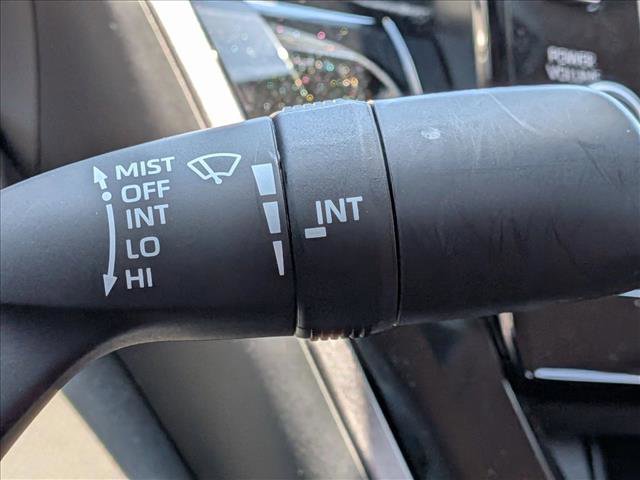 POWER
VOLUME
MIST
OFF
INT
LO
HI
INT